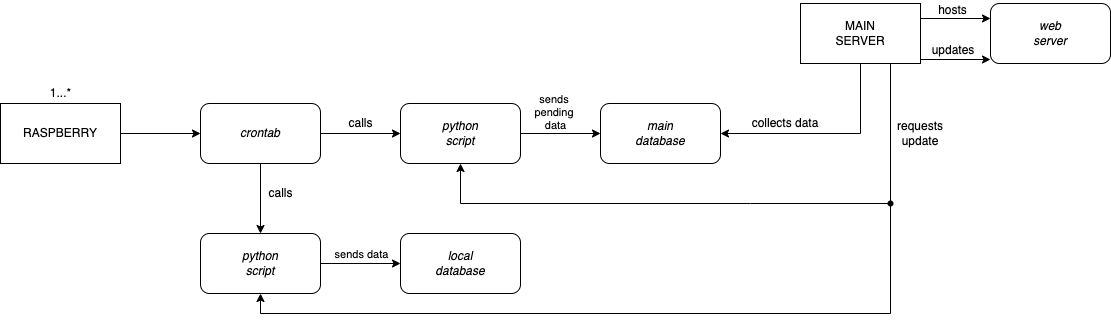 hosts
MAIN
SERVER
web
server
updates
1...*
RASPBERRY
crontab
calls
python
script
sends
pending
data
main
database
collects data
requests
update
calls
python
script
sends data
local
database